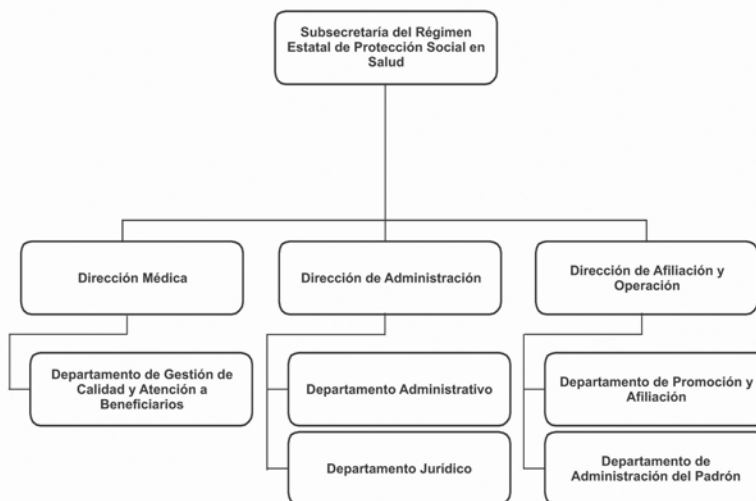 Subsecretaría del Régimen
Estatal de Protección Social en
Salud
Dirección Médica
Dirección de Administración
Dirección de Afiliación y
Operación
Departamento de Gestión de
Calidad y Atención a
Beneficiarios
Departamento Administrativo
Departamento de Promoción y
Afiliación
Departamento Jurídico
Departamento de
Administración del Padrón